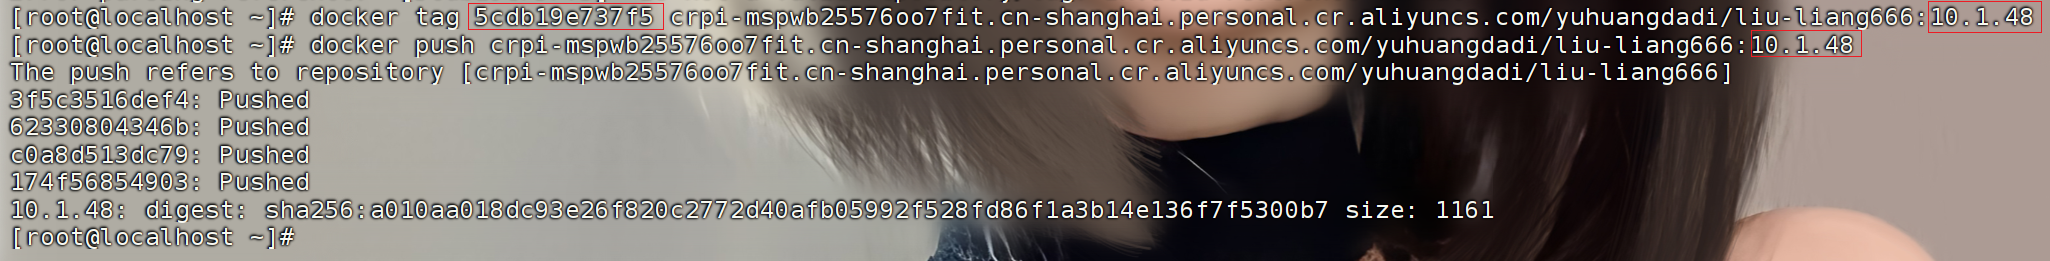 [root@localhost ~]# docker tag 5cdb19e737f5 crpi-mspwb25576oo7fit.cn-shanghai.personal.cr.aliyuncs.com/yuhuangdadi/liu-liang666:10.1.48
[root@localhost ~]# docker push crpi-mspwb25576oo7fit.cn-shanghai.personal.cr.aliyuncs.com/yuhuangdadi/liu-liang666:10.1.48
The push refers to repository [crpi-mspwb25576oo7fit.cn-shanghai.personal.cr.aliyuncs.com/yuhuangdadi/liu-liang666]
3f5c3516def4: Pushed
62330804346b: Pushed
c0a8d513dc79: Pushed
174f56854903: Pushed
10.1.48: digest: sha256:a010aa018dc93e26f820c2772d40afb05992f528fd86f1a3b14e136f7f5300b7 size: 1161
[root@localhost ~]#